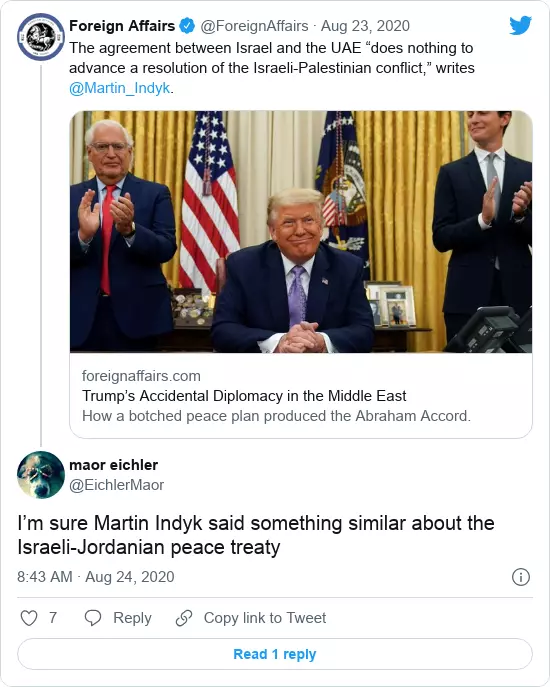 Foreign Affairs @ForeignAffairs · Aug 23, 2020
The agreement between Israel and the UAE “does nothing to
advance a resolution of the Israeli-Palestinian conflict,” writes
@Martin_Indyk.
foreignaffairs.com
Trump’s Accidental Diplomacy in the Middle East
How a botched peace plan produced the Abraham Accord.
maor eichler
@EichlerMaor
I’m sure Martin Indyk said something similar about the
Israeli-Jordanian peace treaty
8:43 AM · Aug 24, 2020
7 Reply Copy link to Tweet
Read 1 reply